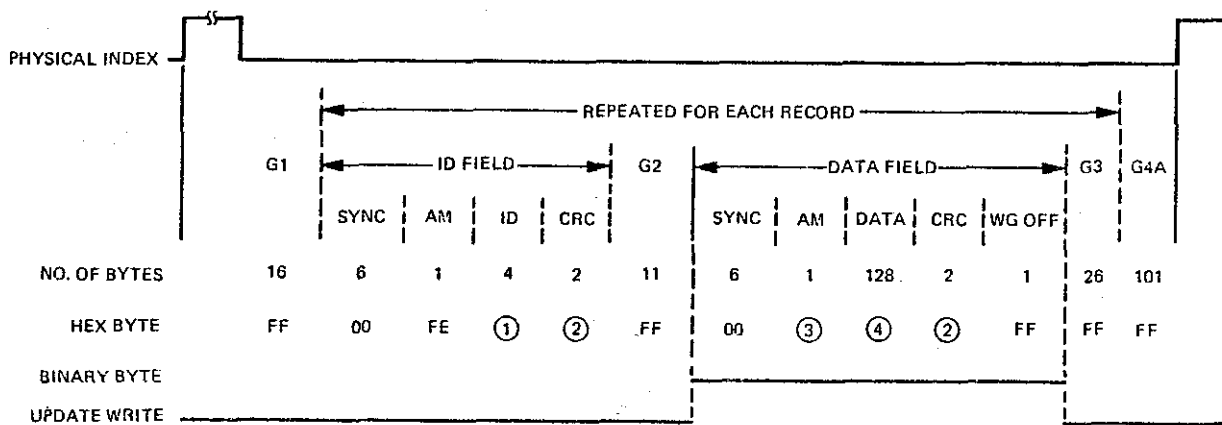 PHYSICAL INDEX
REPEATED FOR EACH RECORD
G1 ID FIELD G2 DATA FIELD G3 G4A
SYNC AM ID CRC SYNC AM DATA CRC WG OFF
NO. OF BYTES 16 6 1 4 2 11 6 1 128 2 1 26 101
HEX BYTE FF 00 FE ① ② FF 00 ③ ④ ② FF FF FF
BINARY BYTE
UPDATE WRITE